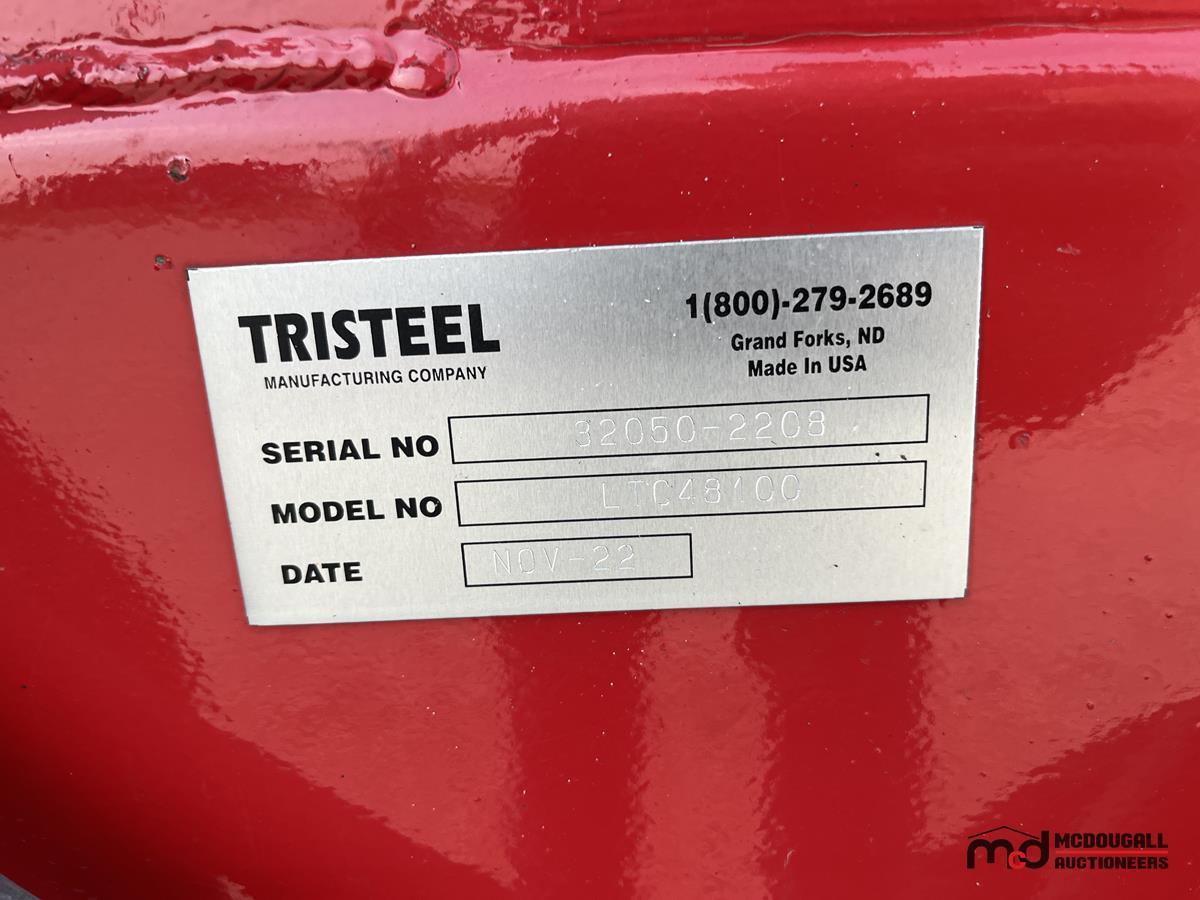 TRISTEEL
MANUFACTURING COMPANY
1(800)-279-2689
Grand Forks, ND
Made In USA
SERIAL NO 32050-2208
MODEL NO LTC48100
DATE NOV-22
mcd MCDOUGALL
AUCTIONEERS